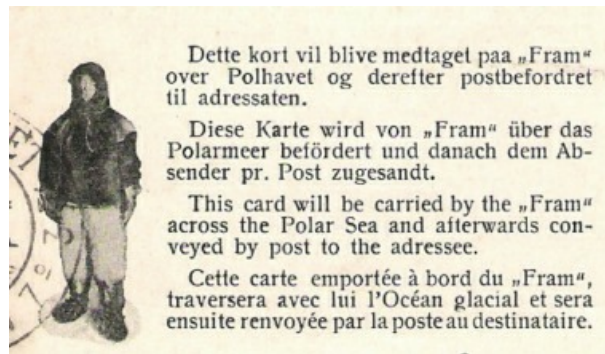 Dette kort vil blive medtaget paa „Fram“
over Polhavet og derefter postbefordret
til adressaten.
Diese Karte wird von „Fram“ über das
Polarmeer befördert und danach dem Ab-
sender pr. Post zugesandt.
This card will be carried by the „Fram“
across the Polar Sea and afterwards con-
veyed by post to the adressee.
Cette carte emportée à bord du „Fram“,
traversera avec lui l'Océan glacial et sera
ensuite renvoyée par la poste au destinataire.